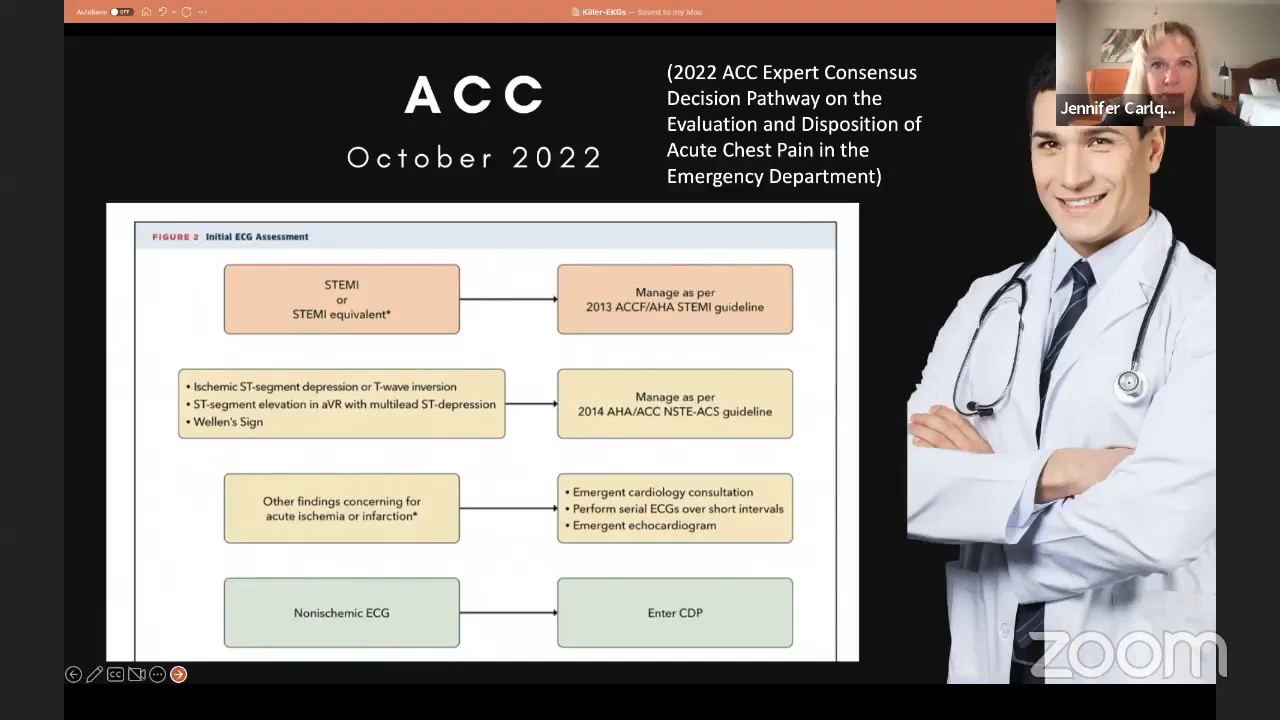 AutoSave OFF
Killer-EKGs — Saved to my Mac
ACC
October 2022
(2022 ACC Expert Consensus
Decision Pathway on the
Evaluation and Disposition of
Acute Chest Pain in the
Emergency Department)
Jennifer Carlq...
FIGURE 2 Initial ECG Assessment
STEMI
or
STEMI equivalent*
Manage as per
2013 ACCF/AHA STEMI guideline
• Ischemic ST-segment depression or T-wave inversion
• ST-segment elevation in aVR with multilead ST-depression
• Wellen's Sign
Manage as per
2014 AHA/ACC NSTE-ACS guideline
Other findings concerning for
acute ischemia or infarction*
• Emergent cardiology consultation
• Perform serial ECGs over short intervals
• Emergent echocardiogram
Nonischemic ECG
Enter CDP
CC
zoom